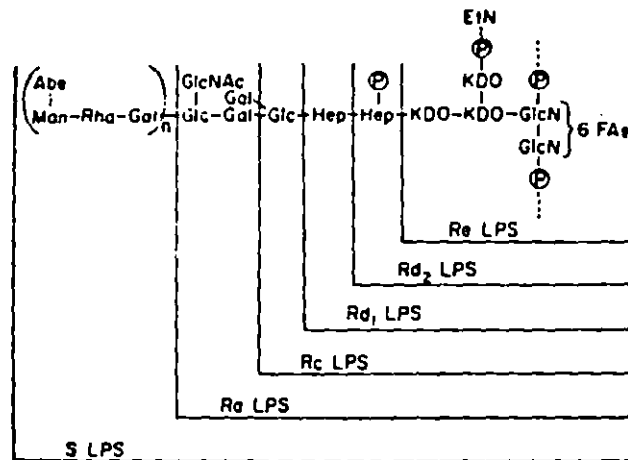 EtN
P
Abe GlcNAc P KDO P
Gal
(Man-Rha-Gal)n-Glc-Gal-Glc-Hep-Hep-KDO-KDO-GlcN
GlcN } 6 FAs
P
Re LPS
Rd2 LPS
Rd1 LPS
Rc LPS
Ra LPS
S LPS